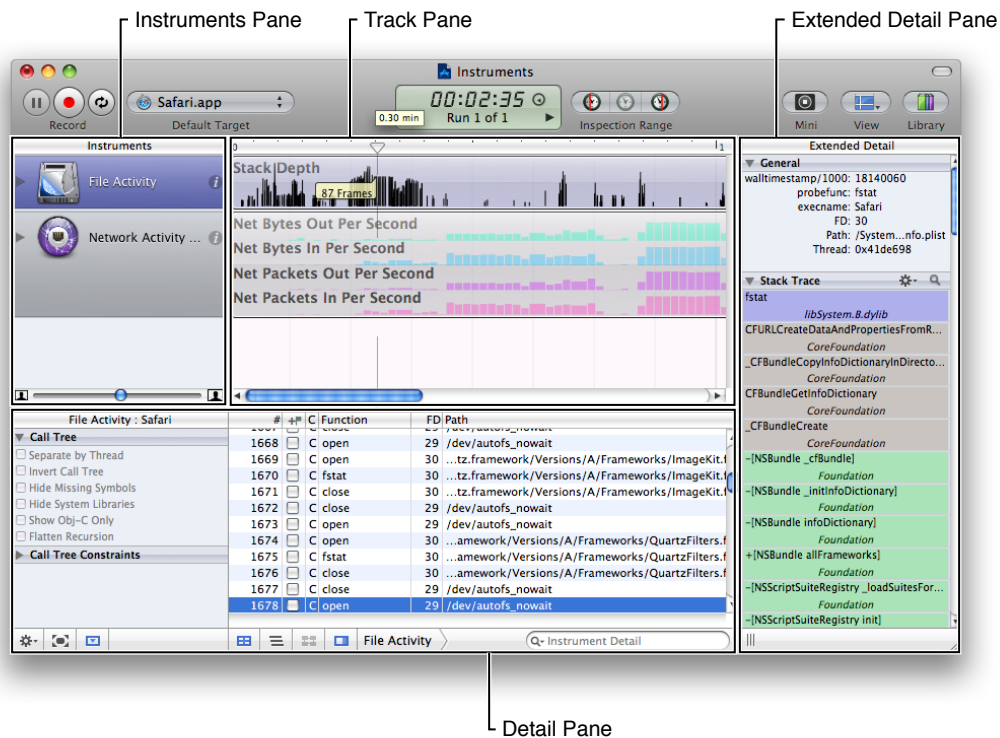 Instruments Pane
Track Pane
Extended Detail Pane
Instruments
Safari.app
00:02:35
0.30 min
Run 1 of 1
Record
Default Target
Inspection Range
Mini
View
Library
Instruments
File Activity
Network Activity ...
0
1
Stack Depth
87 Frames
Net Bytes Out Per Second
Net Bytes In Per Second
Net Packets Out Per Second
Net Packets In Per Second
Extended Detail
General
walltimestamp/1000: 18140060
probefunc: fstat
execname: Safari
FD: 30
Path: /System...nfo.plist
Thread: 0x41de698
Stack Trace
fstat
libSystem.B.dylib
CFURLCreateDataAndPropertiesFromR...
CoreFoundation
_CFBundleCopyInfoDictionaryInDirecto...
CoreFoundation
CFBundleGetInfoDictionary
CoreFoundation
_CFBundleCreate
CoreFoundation
-[NSBundle _cfBundle]
Foundation
-[NSBundle _initInfoDictionary]
Foundation
-[NSBundle infoDictionary]
Foundation
+[NSBundle allFrameworks]
Foundation
-[NSScriptSuiteRegistry _loadSuitesFor...
Foundation
-[NSScriptSuiteRegistry init]
File Activity : Safari
Call Tree
Separate by Thread
Invert Call Tree
Hide Missing Symbols
Hide System Libraries
Show Obj-C Only
Flatten Recursion
Call Tree Constraints
# C Function FD Path
1668 C open 29 /dev/autofs_nowait
1669 C open 30 ...tz.framework/Versions/A/Frameworks/ImageKit.f
1670 C fstat 30 ...tz.framework/Versions/A/Frameworks/ImageKit.f
1671 C close 30 ...tz.framework/Versions/A/Frameworks/ImageKit.f
1672 C close 29 /dev/autofs_nowait
1673 C open 29 /dev/autofs_nowait
1674 C open 30 ...amework/Versions/A/Frameworks/QuartzFilters.f
1675 C fstat 30 ...amework/Versions/A/Frameworks/QuartzFilters.f
1676 C close 30 ...amework/Versions/A/Frameworks/QuartzFilters.f
1677 C close 29 /dev/autofs_nowait
1678 C open 29 /dev/autofs_nowait
File Activity
Instrument Detail
Detail Pane